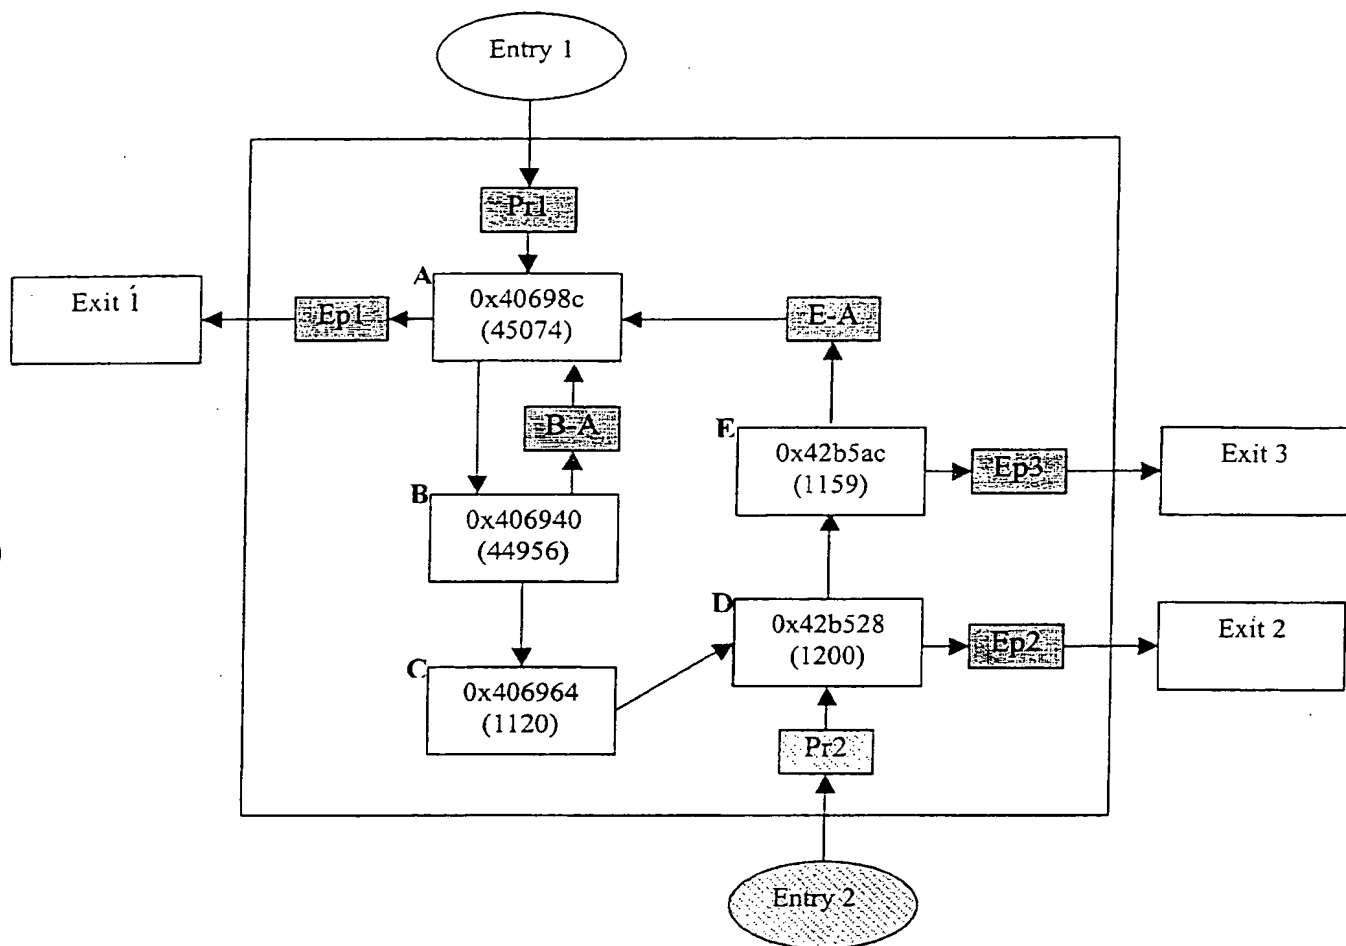 Entry 1
Pr1
A
0x40698c
(45074)
Exit 1
Ep1
E-A
B-A
E
0x42b5ac
(1159)
Ep3
Exit 3
B
0x406940
(44956)
D
0x42b528
(1200)
Ep2
Exit 2
C
0x406964
(1120)
Pr2
Entry 2